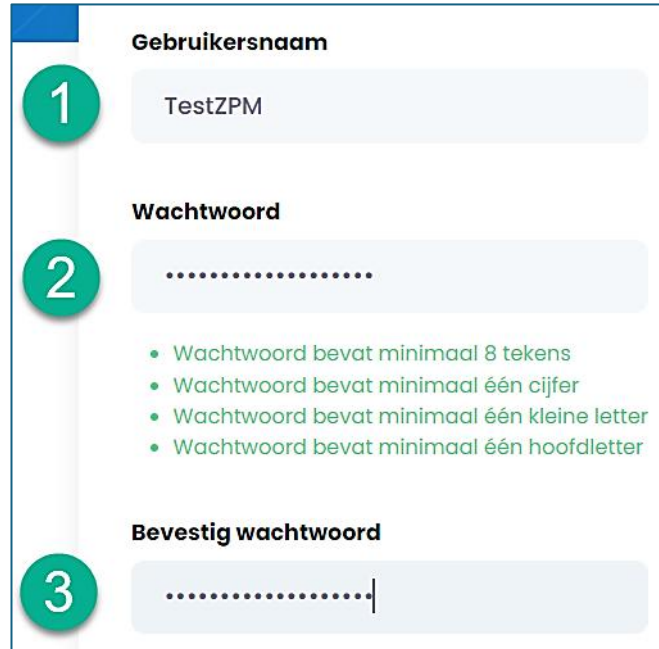 Gebruikersnaam
1
TestZPM
Wachtwoord
2
•••••••••••••••••••
• Wachtwoord bevat minimaal 8 tekens
• Wachtwoord bevat minimaal één cijfer
• Wachtwoord bevat minimaal één kleine letter
• Wachtwoord bevat minimaal één hoofdletter
Bevestig wachtwoord
3
•••••••••••••••••••